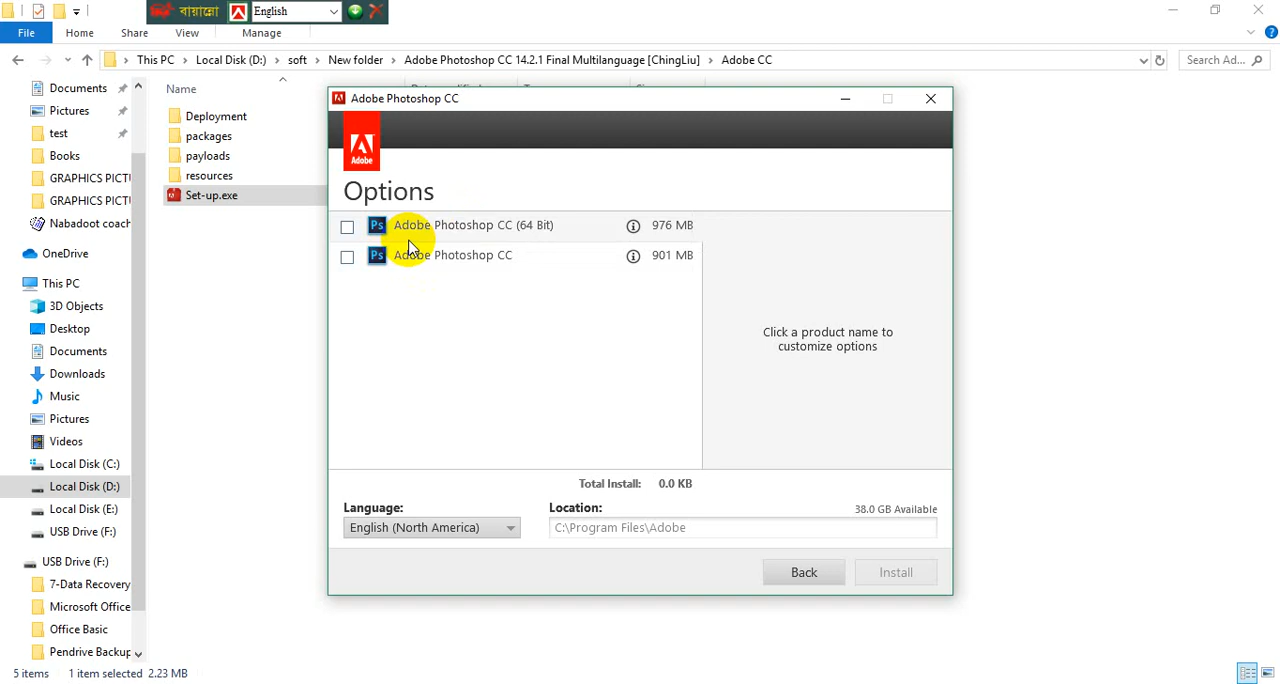 বায়ান্নো
English
File
Home
Share
View
Manage
This PC > Local Disk (D:) > soft > New folder > Adobe Photoshop CC 14.2.1 Final Multilanguage [ChingLiu] > Adobe CC
Search Ad...
Documents
Pictures
test
Books
GRAPHICS PICTU
GRAPHICS PICTU
Nabadoot coach
OneDrive
This PC
3D Objects
Desktop
Documents
Downloads
Music
Pictures
Videos
Local Disk (C:)
Local Disk (D:)
Local Disk (E:)
USB Drive (F:)
USB Drive (F:)
7-Data Recovery
Microsoft Office
Office Basic
Pendrive Backup
Name
Deployment
packages
payloads
resources
Set-up.exe
Adobe Photoshop CC
Adobe
Options
Ps Adobe Photoshop CC (64 Bit) 976 MB
Ps Adobe Photoshop CC 901 MB
Click a product name to
customize options
Total Install: 0.0 KB
Language:
English (North America)
Location:
38.0 GB Available
C:\Program Files\Adobe
Back
Install
5 items
1 item selected 2.23 MB